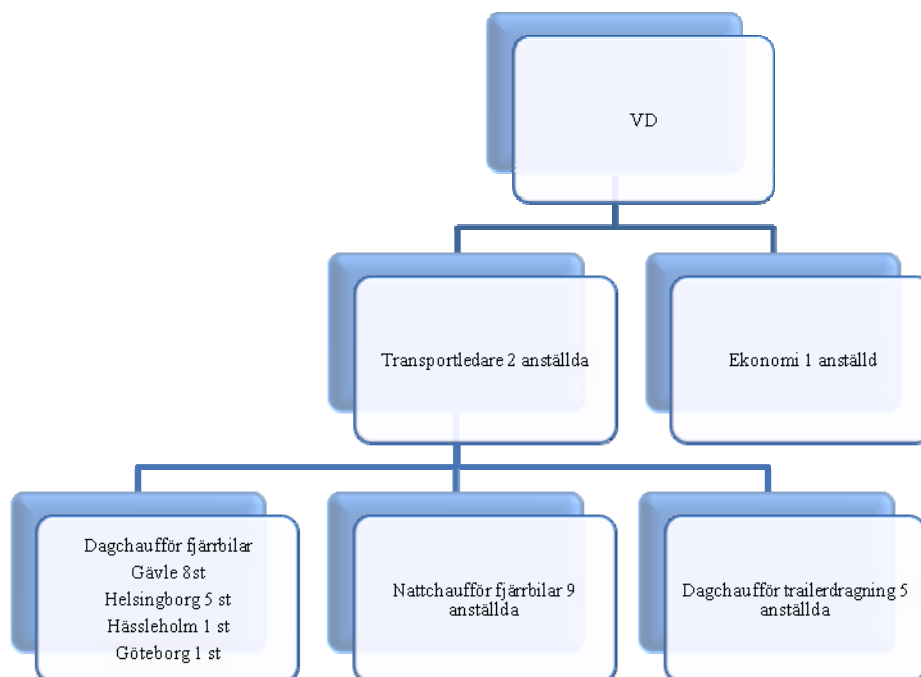 VD
Transportledare 2 anställda
Ekonomi 1 anställd
Dagchaufför fjärrbilar
Gävle 8st
Helsingborg 5 st
Hässleholm 1 st
Göteborg 1 st
Nattchaufför fjärrbilar 9
anställda
Dagchaufför trailerdragning 5
anställda